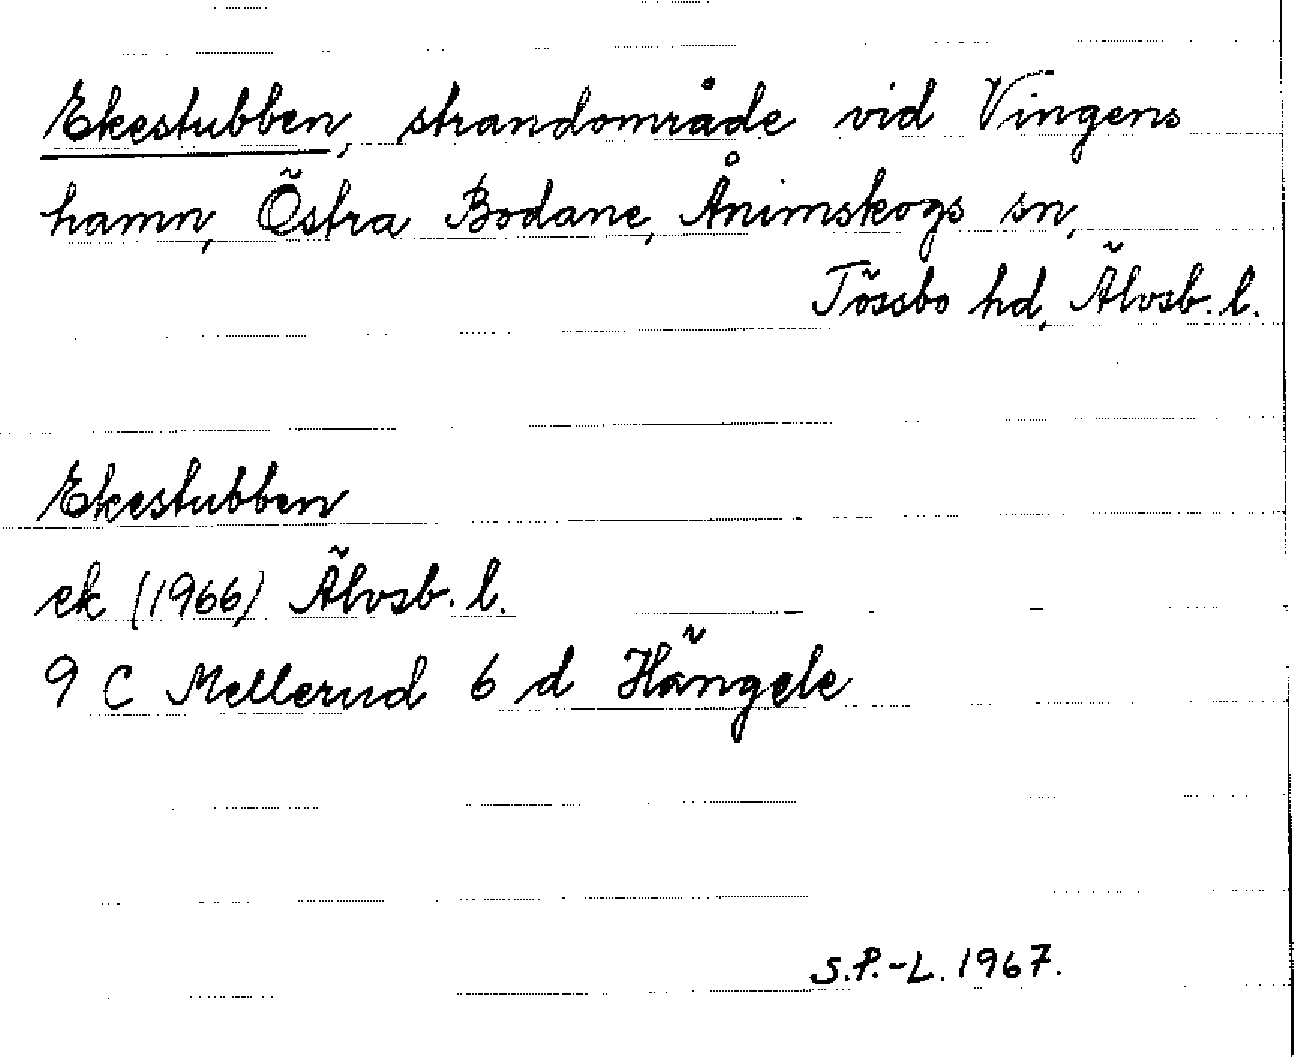 Ekestubben, strandområde vid Vingens
hamn, Östra Bodane, Ånimskogs sn,
Tössbo hd, Älvsb. l.
Ekestubben
ek (1966) Älvsb. l.
9 C Mellerud 6 d Hängele
S.P.-L. 1967.